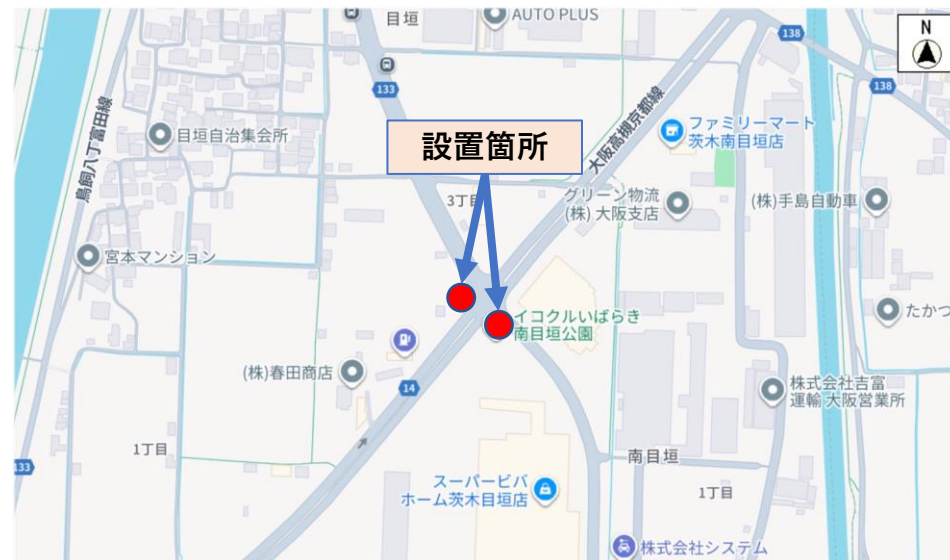 目垣
AUTO PLUS
N
138
133
138
目垣自治集会所
鳥飼八丁富田線
設置箇所
大阪高槻京都線
ファミリーマート
茨木南目垣店
3丁目
グリーン物流
(株) 大阪支店
(株)手島自動車
宮本マンション
イコクルいばらき
南目垣公園
たかつ
(株)春田商店
14
株式会社吉富
運輸 大阪営業所
1丁目
133
南目垣
スーパービバ
ホーム茨木目垣店
1丁目
株式会社システム